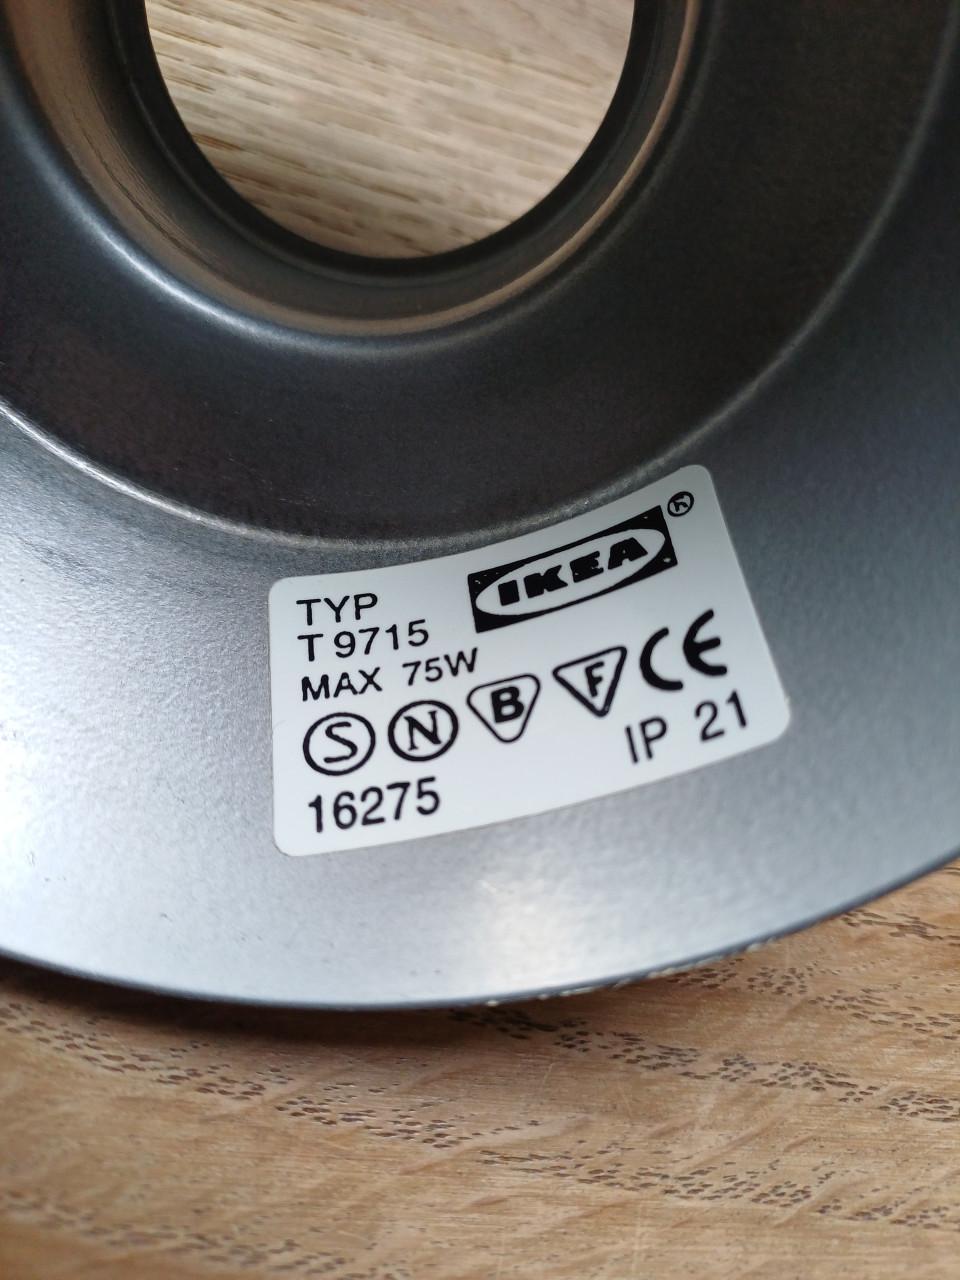 IKEA®
TYP
T 9715
MAX 75W
S N B F CE
IP 21
16275